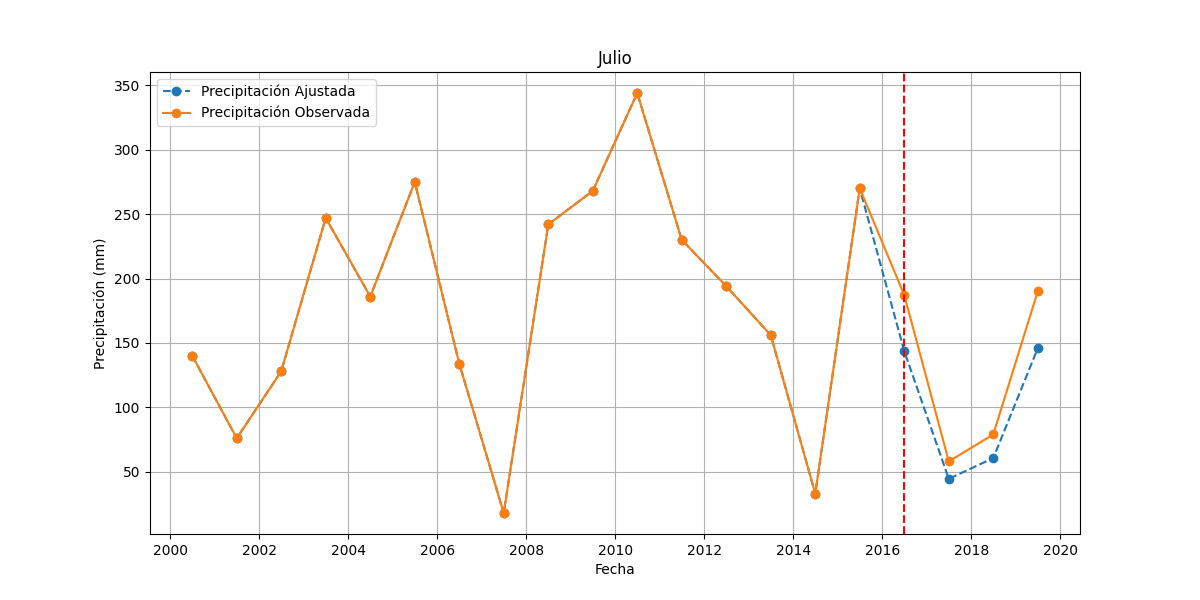 Julio
Precipitación Ajustada
Precipitación Observada
350
300
250
200
150
100
50
Precipitación (mm)
2000 2002 2004 2006 2008 2010 2012 2014 2016 2018 2020
Fecha